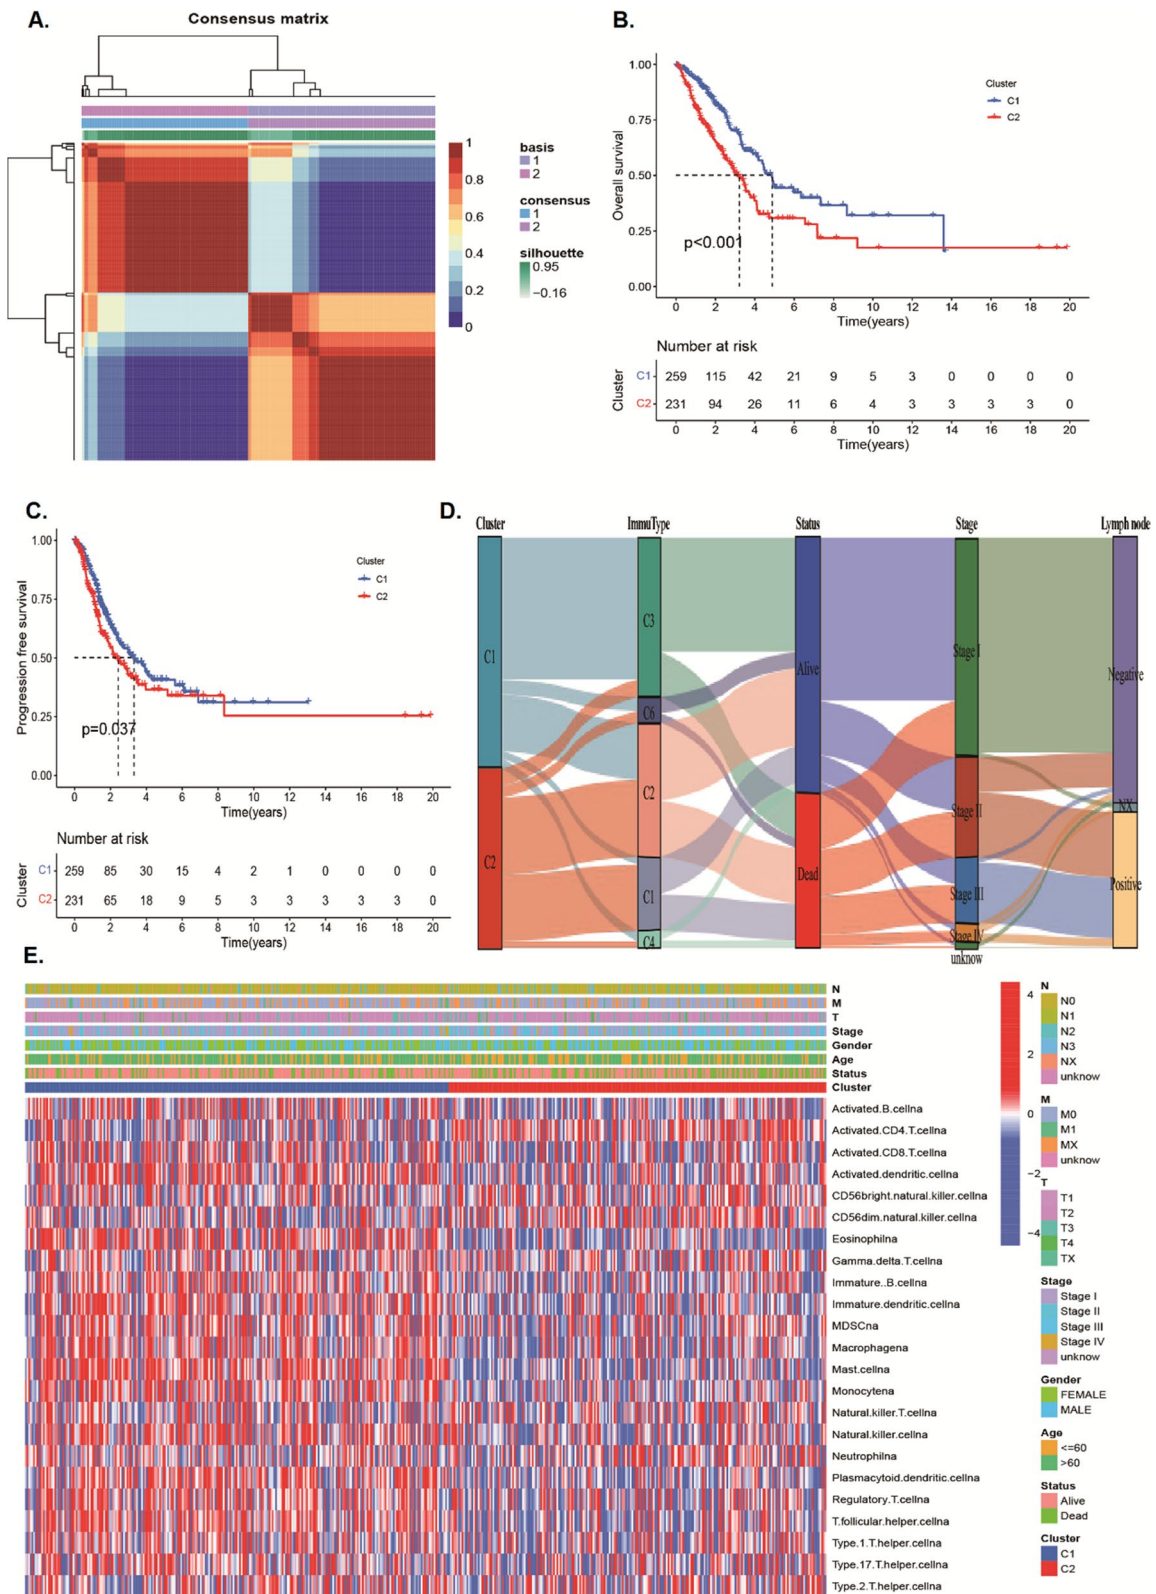 A.
Consensus matrix
1
0.8
0.6
0.4
0.2
0
basis
1
2
consensus
1
2
silhouette
0.95
−0.16
B.
Overall survival
1.00
0.75
0.50
0.25
0.00
p<0.001
Cluster
C1
C2
0 2 4 6 8 10 12 14 16 18 20
Time(years)
Number at risk
Cluster
C1 259 115 42 21 9 5 3 0 0 0 0
C2 231 94 26 11 6 4 3 3 3 3 0
0 2 4 6 8 10 12 14 16 18 20
Time(years)
C.
Progression free survival
1.00
0.75
0.50
0.25
0.00
p=0.037
Cluster
C1
C2
0 2 4 6 8 10 12 14 16 18 20
Time(years)
Number at risk
Cluster
C1 259 85 30 15 4 2 1 0 0 0 0
C2 231 65 18 9 5 3 3 3 3 3 0
0 2 4 6 8 10 12 14 16 18 20
Time(years)
D.
Cluster ImmuType Status Stage Lymph node
C1
C2
C3
C6
C2
C1
C4
Alive
Dead
Stage I
Stage II
Stage III
Stage IV
unknow
Negative
NX
Positive
E.
N
M
T
Stage
Gender
Age
Status
Cluster
Activated.B.cellna
Activated.CD4.T.cellna
Activated.CD8.T.cellna
Activated.dendritic.cellna
CD56bright.natural.killer.cellna
CD56dim.natural.killer.cellna
Eosinophilna
Gamma.delta.T.cellna
Immature..B.cellna
Immature.dendritic.cellna
MDSCna
Macrophagena
Mast.cellna
Monocytena
Natural.killer.T.cellna
Natural.killer.cellna
Neutrophilna
Plasmacytoid.dendritic.cellna
Regulatory.T.cellna
T.follicular.helper.cellna
Type.1.T.helper.cellna
Type.17.T.helper.cellna
Type.2.T.helper.cellna
4
2
0
−2
−4
N
N0
N1
N2
N3
NX
unknow
M
M0
M1
MX
unknow
T
T1
T2
T3
T4
TX
Stage
Stage I
Stage II
Stage III
Stage IV
unknow
Gender
FEMALE
MALE
Age
<=60
>60
Status
Alive
Dead
Cluster
C1
C2